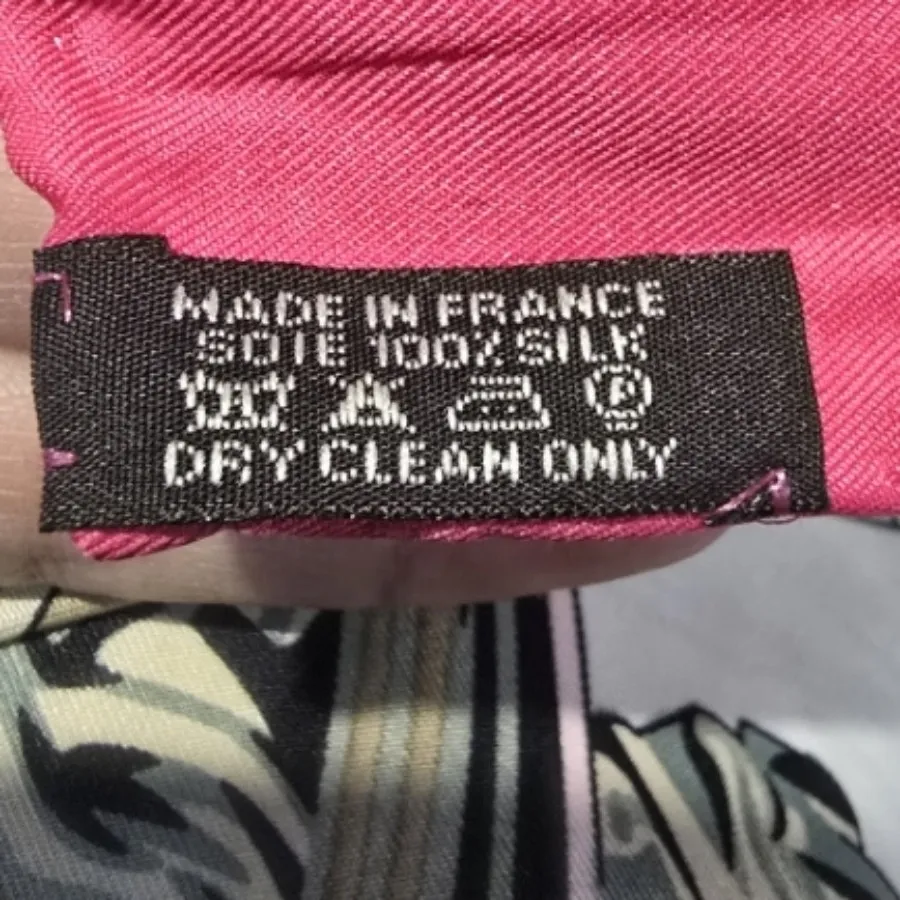 MADE IN FRANCE
SOIE 100% SILK
DRY CLEAN ONLY